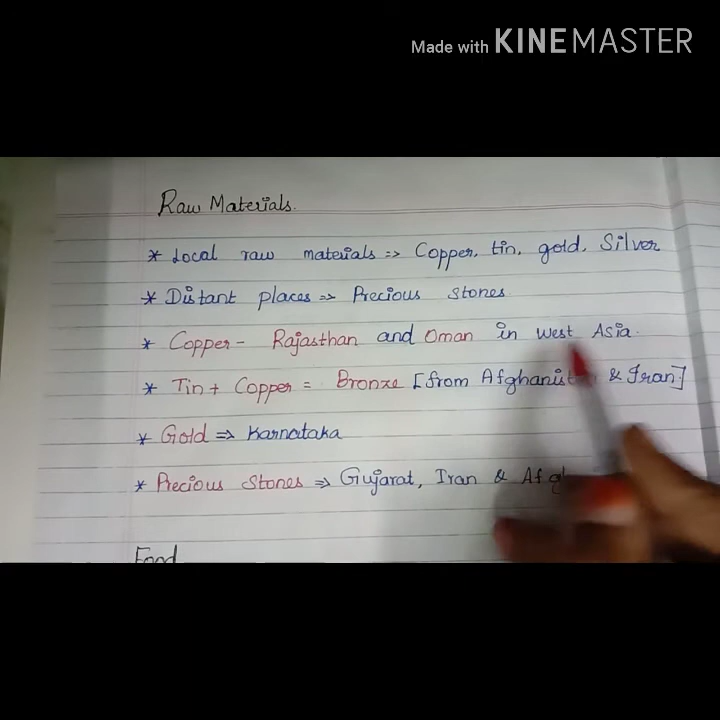 Made with KINEMASTER
Raw Materials.
* Local raw materials => Copper, tin, gold, Silver
* Distant places => Precious stones
* Copper - Rajasthan and Oman in West Asia.
* Tin + Copper = Bronze [from & Iran]
* Gold => Karnataka
* Precious Stones => Gujarat, Iran &
Food